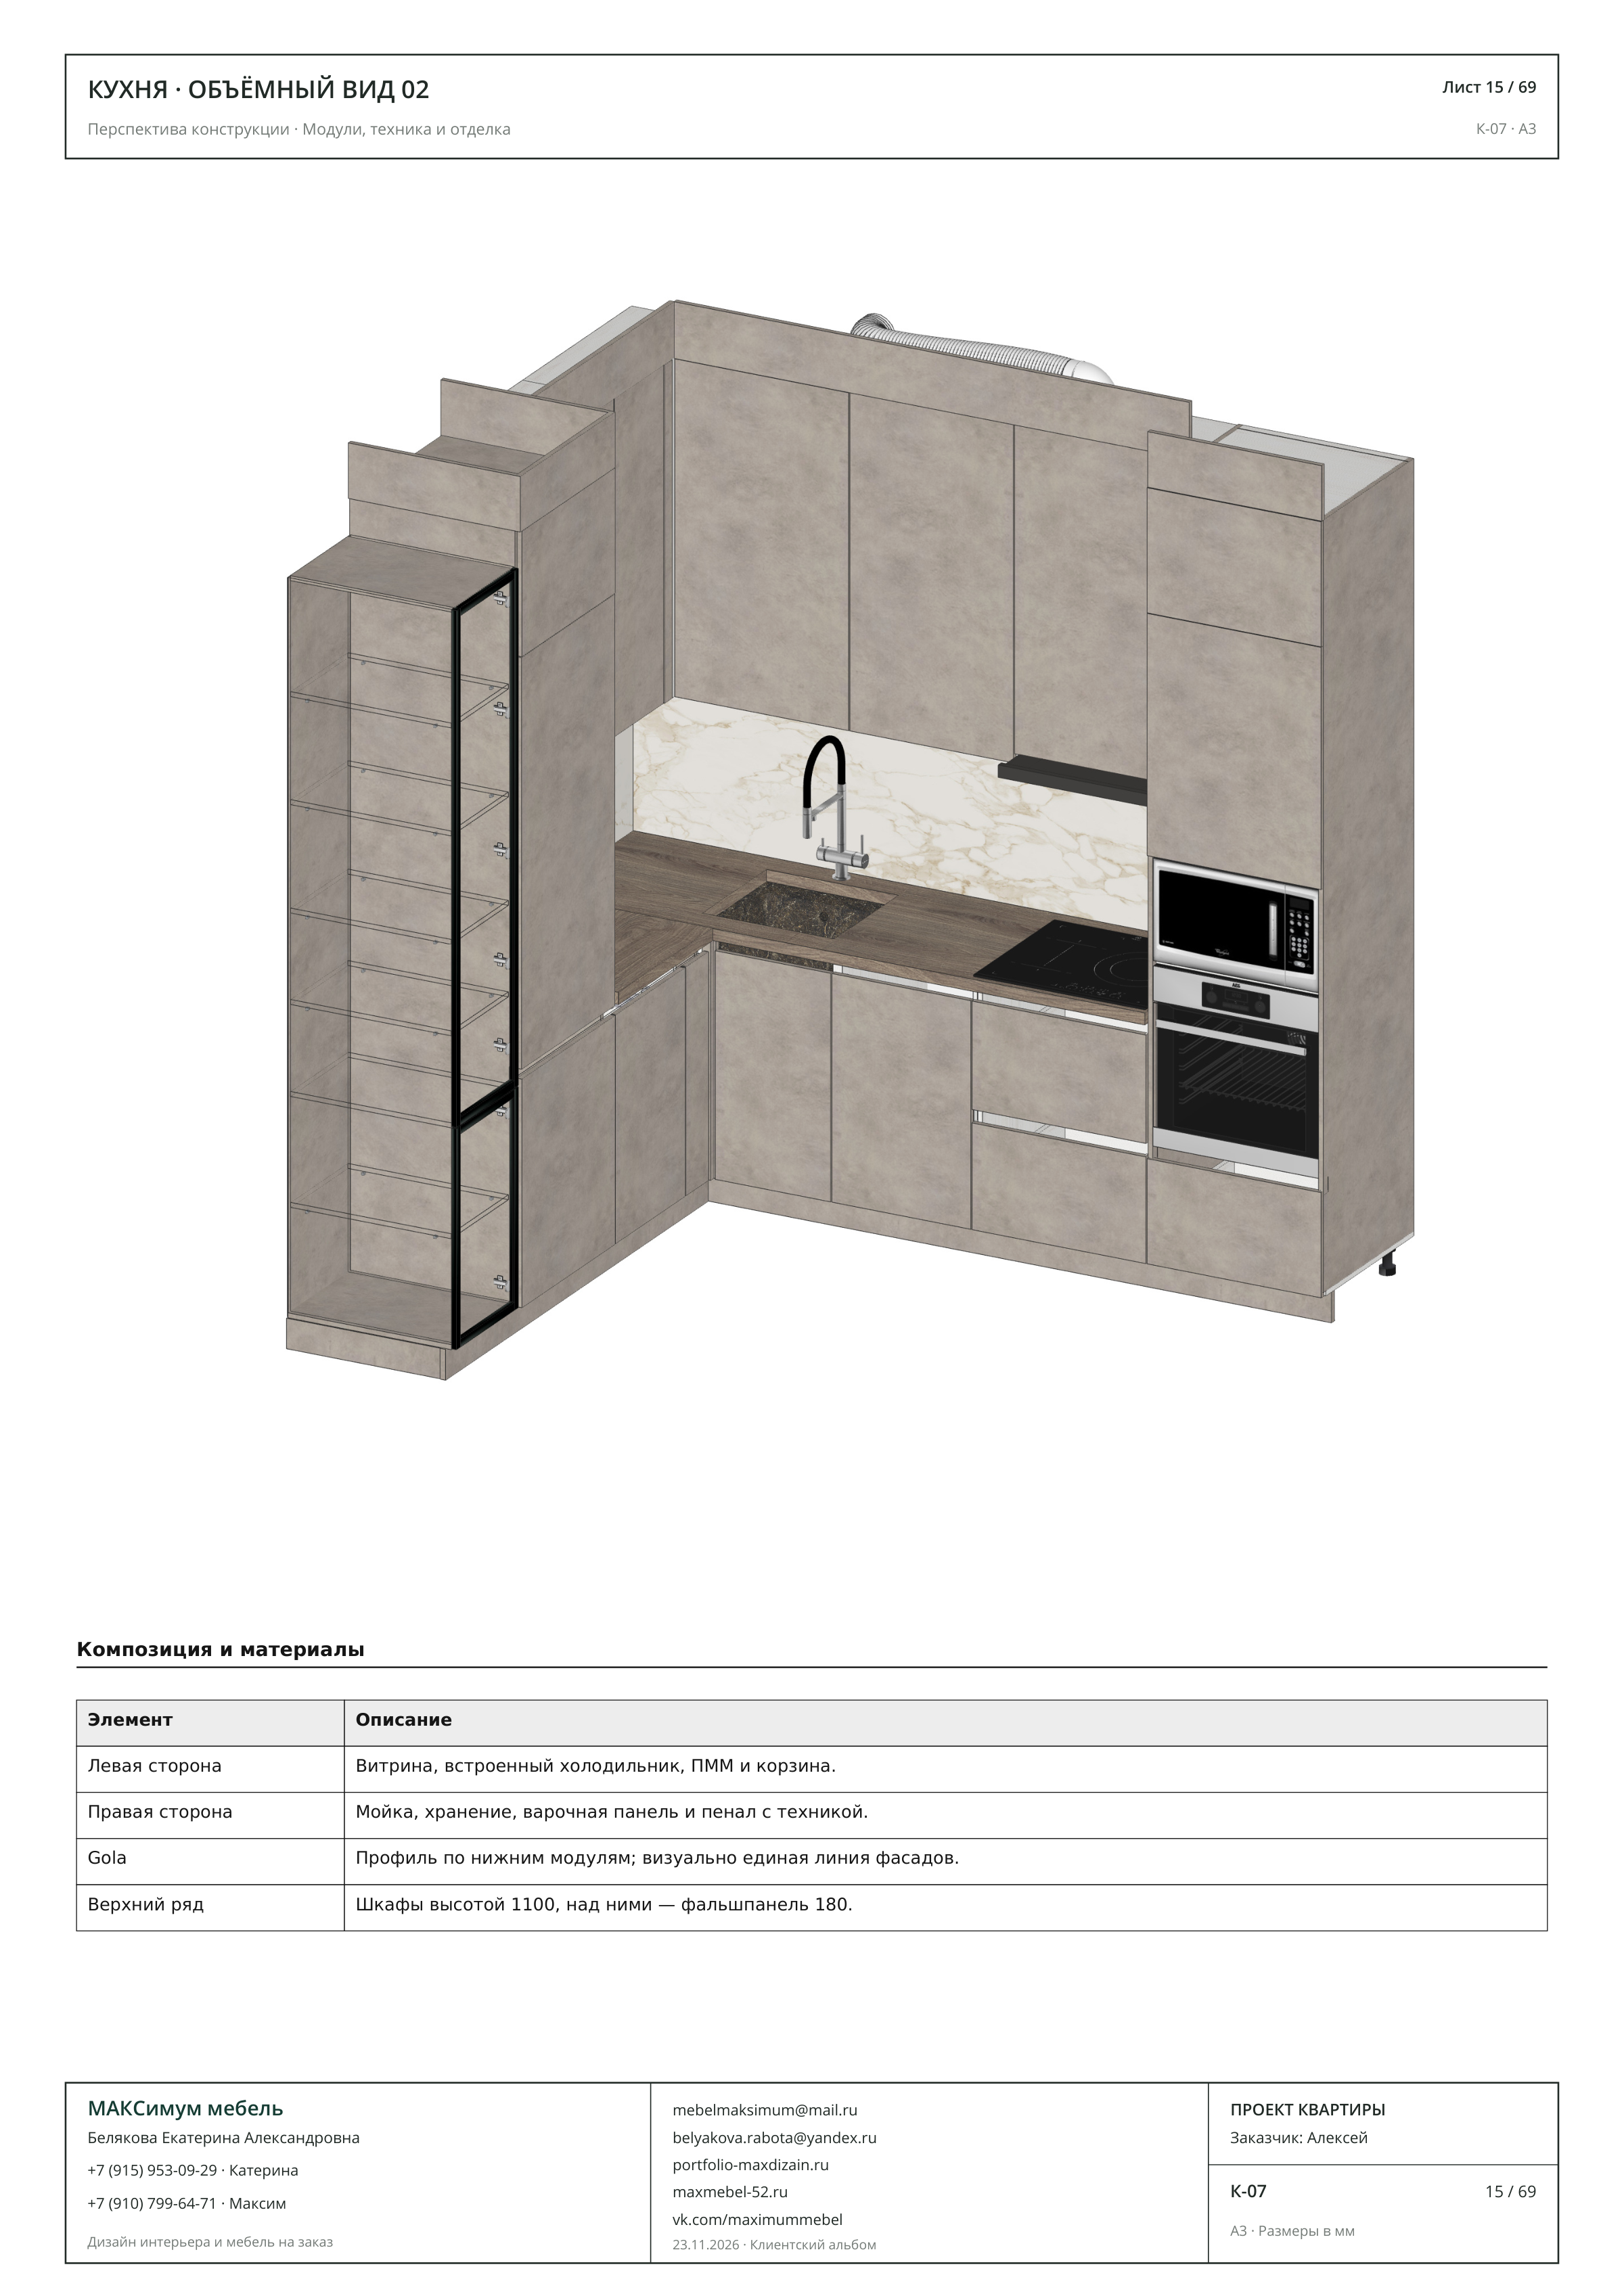 КУХНЯ · ОБЪЁМНЫЙ ВИД 02
Лист 15 / 69
Перспектива конструкции · Модули, техника и отделка
К-07 · А3
Композиция и материалы
Элемент Описание
Левая сторона Витрина, встроенный холодильник, ПММ и корзина.
Правая сторона Мойка, хранение, варочная панель и пенал с техникой.
Gola Профиль по нижним модулям; визуально единая линия фасадов.
Верхний ряд Шкафы высотой 1100, над ними — фальшпанель 180.
МАКСимум мебель
Белякова Екатерина Александровна
+7 (915) 953-09-29 · Катерина
+7 (910) 799-64-71 · Максим
Дизайн интерьера и мебель на заказ
mebelmaksimum@mail.ru
belyakova.rabota@yandex.ru
portfolio-maxdizain.ru
maxmebel-52.ru
vk.com/maximummebel
23.11.2026 · Клиентский альбом
ПРОЕКТ КВАРТИРЫ
Заказчик: Алексей
К-07 15 / 69
А3 · Размеры в мм